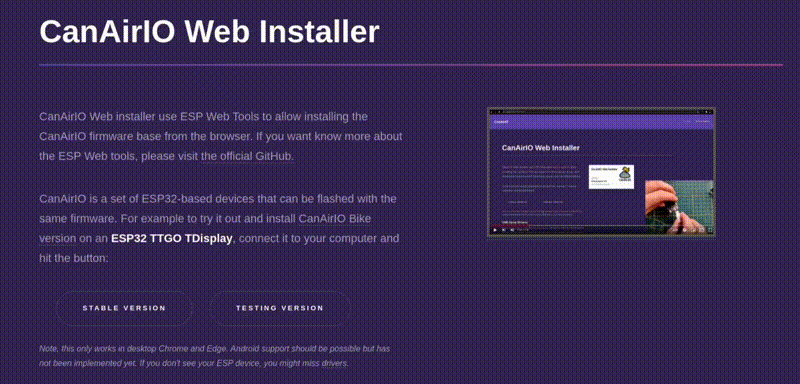 CanAirIO Web Installer
CanAirIO Web installer use ESP Web Tools to allow installing the
CanAirIO firmware base from the browser. If you want know more about
the ESP Web tools, please visit the official GitHub.
CanAirIO is a set of ESP32-based devices that can be flashed with the
same firmware. For example to try it out and install CanAirIO Bike
version on an ESP32 TTGO TDisplay, connect it to your computer and
hit the button:
STABLE VERSION TESTING VERSION
Note, this only works in desktop Chrome and Edge. Android support should be possible but has
not been implemented yet. If you don't see your ESP device, you might miss drivers.
CanAirIO Web Installer